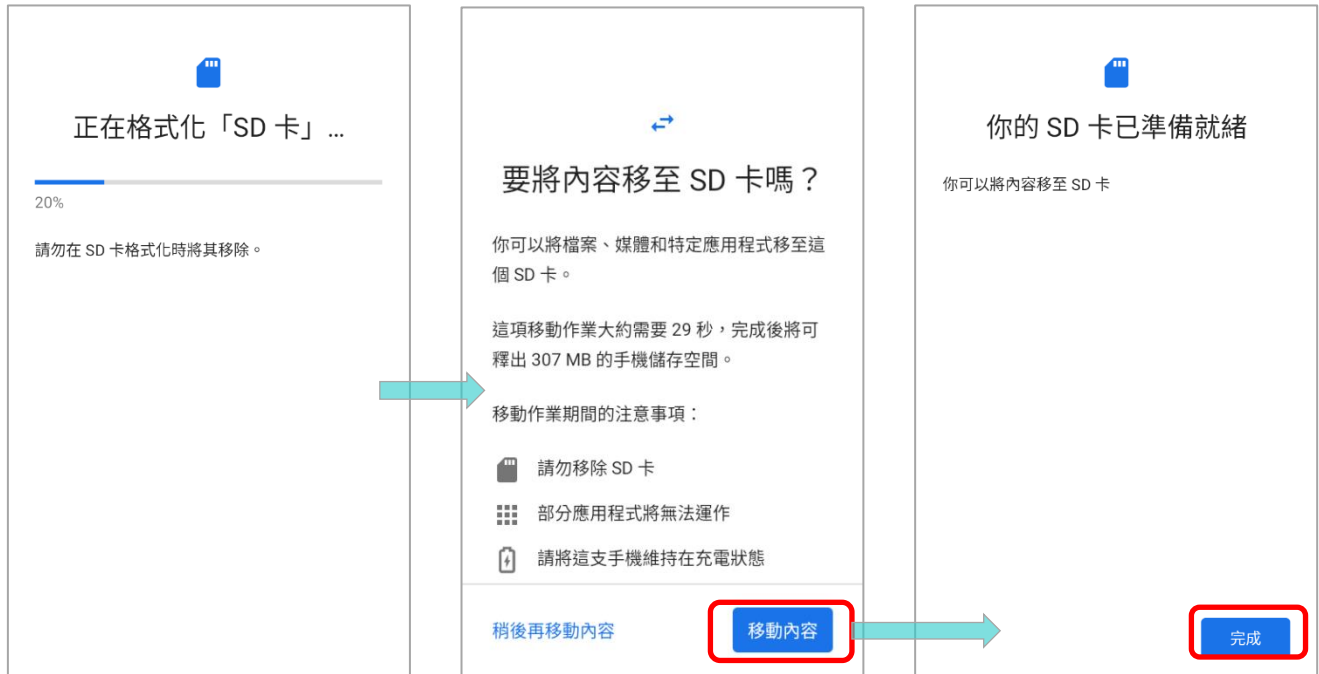 正在格式化「SD 卡」...
20%
請勿在 SD 卡格式化時將其移除。
要將內容移至 SD 卡嗎？
你可以將檔案、媒體和特定應用程式移至這
個 SD 卡。
這項移動作業大約需要 29 秒，完成後將可
釋出 307 MB 的手機儲存空間。
移動作業期間的注意事項：
請勿移除 SD 卡
部分應用程式將無法運作
請將這支手機維持在充電狀態
稍後再移動內容
移動內容
你的 SD 卡已準備就緒
你可以將內容移至 SD 卡
完成